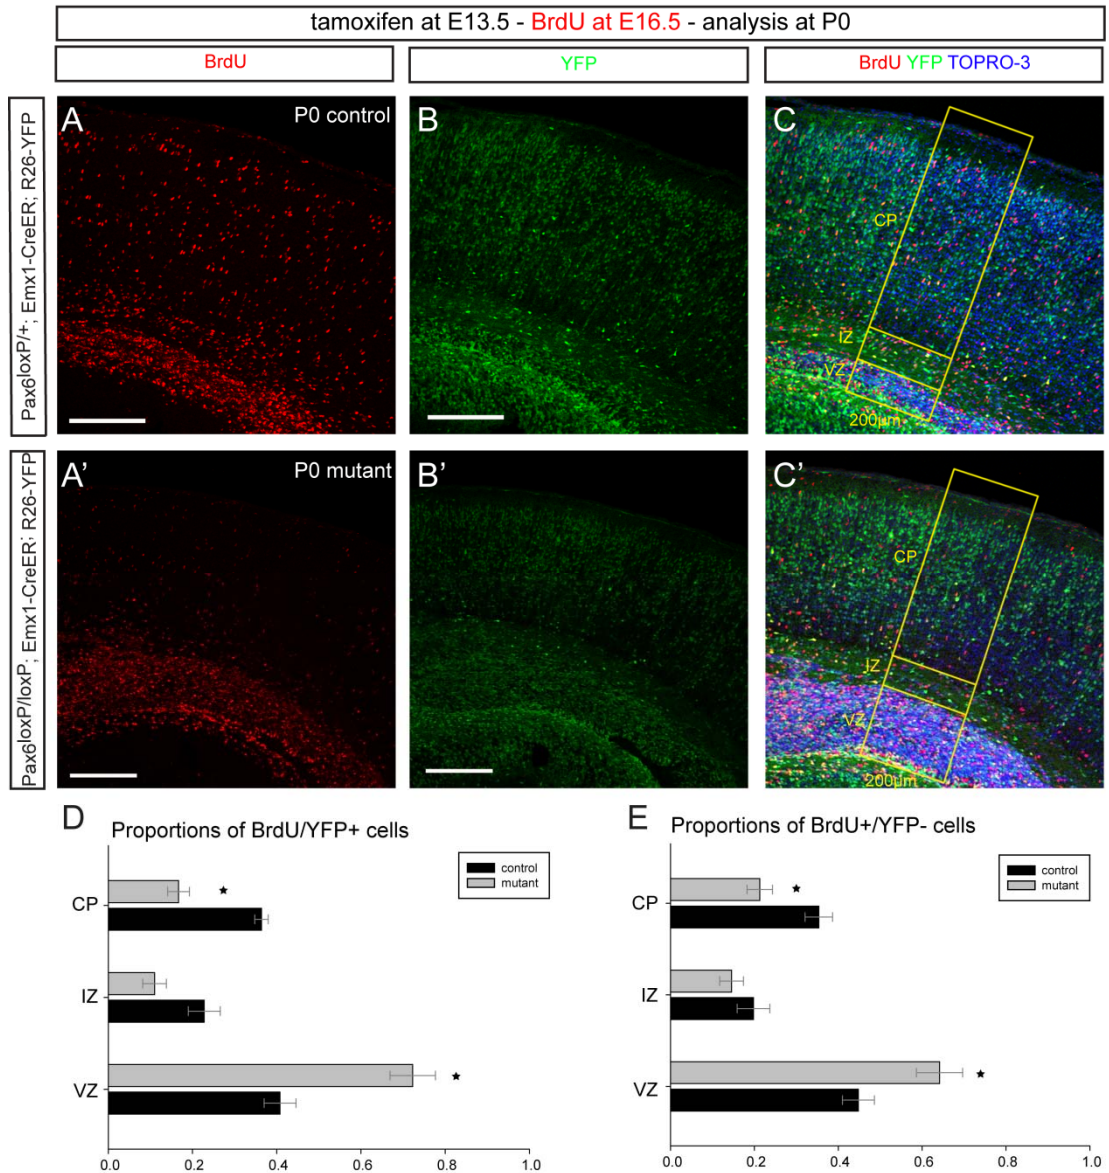 tamoxifen at E13.5 - BrdU at E16.5 - analysis at P0
BrdU
YFP
BrdU YFP TOPRO-3
Pax6loxP/+; Emx1-CreER; R26-YFP
A
P0 control
B
C
CP
IZ
VZ
200µm
Pax6loxP/loxP; Emx1-CreER; R26-YFP
A'
P0 mutant
B'
C'
CP
IZ
VZ
200µm
D
Proportions of BrdU/YFP+ cells
control
mutant
CP
IZ
VZ
0.0 0.2 0.4 0.6 0.8 1.0
E
Proportions of BrdU+/YFP- cells
control
mutant
CP
IZ
VZ
0.0 0.2 0.4 0.6 0.8 1.0